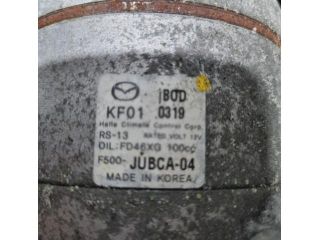 IBOD
KF01 0319
Halla Climate Control Corp.
RS-13 RATED VOLT 12V
OIL:FD46XG 100cc
F500- JUBCA-04
MADE IN KOREA